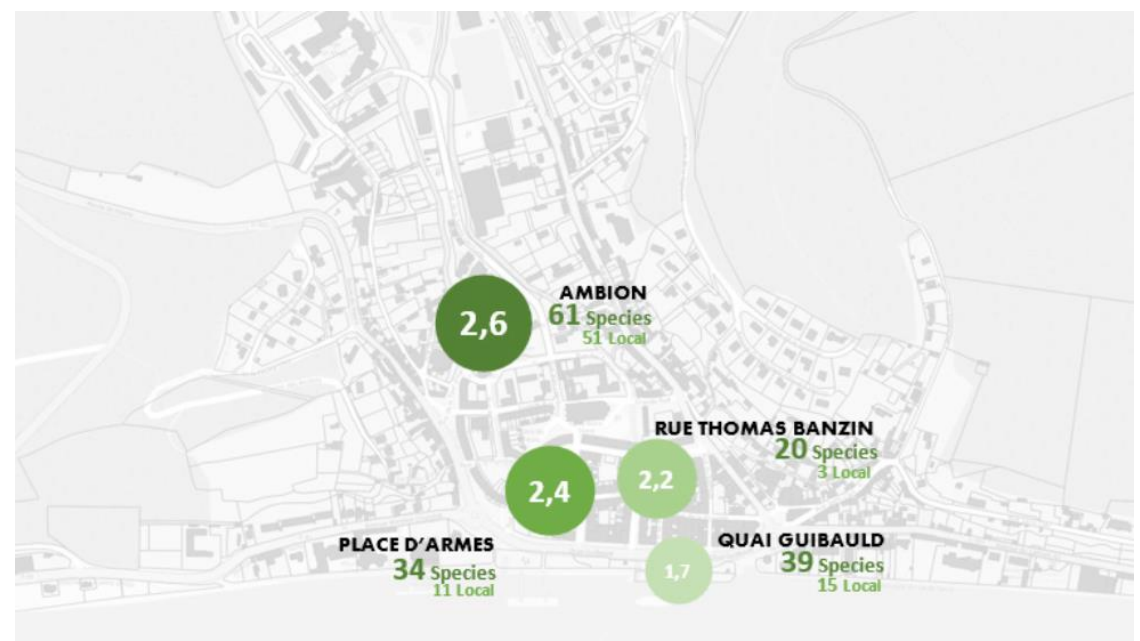 2,6
AMBION
61 Species
51 Local
RUE THOMAS BANZIN
20 Species
3 Local
2,2
2,4
PLACE D'ARMES
34 Species
11 Local
QUAI GUIBAULD
39 Species
15 Local
1,7